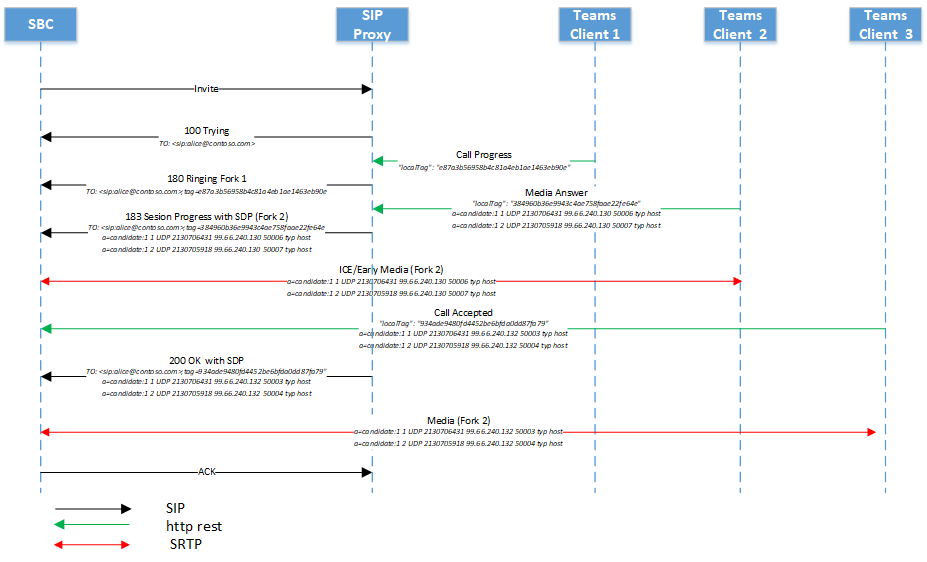 SBC
SIP
Proxy
Teams
Client 1
Teams
Client 2
Teams
Client 3
Invite
100 Trying
TO: <sip:alice@contoso.com>
Call Progress
"localTag": "e87a3b56958b4c81a4eb1ae1463eb90e"
180 Ringing Fork 1
TO: <sip:alice@contoso.com>;tag=e87a3b56958b4c81a4eb1ae1463eb90e
Media Answer
"localTag": "384960b36e9943c4ae758faae22fe64e"
a=candidate:1 1 UDP 2130706431 99.66.240.130 50006 typ host
a=candidate:1 2 UDP 2130705918 99.66.240.130 50007 typ host
183 Sesion Progress with SDP (Fork 2)
TO: <sip:alice@contoso.com>;tag=384960b36e9943c4ae758faae22fe64e
a=candidate:1 1 UDP 2130706431 99.66.240.130 50006 typ host
a=candidate:1 2 UDP 2130705918 99.66.240.130 50007 typ host
ICE/Early Media (Fork 2)
a=candidate:1 1 UDP 2130706431 99.66.240.130 50006 typ host
a=candidate:1 2 UDP 2130705918 99.66.240.130 50007 typ host
Call Accepted
"localTag": "934ade9480fd4452be6bfda0dd87fa79"
a=candidate:1 1 UDP 2130706431 99.66.240.132 50003 typ host
a=candidate:1 2 UDP 2130705918 99.66.240.132 50004 typ host
200 OK with SDP
TO: <sip:alice@contoso.com>;tag=934ade9480fd4452be6bfda0dd87fa79"
a=candidate:1 1 UDP 2130706431 99.66.240.132 50003 typ host
a=candidate:1 2 UDP 2130705918 99.66.240.132 50004 typ host
Media (Fork 2)
a=candidate:1 1 UDP 2130706431 99.66.240.132 50003 typ host
a=candidate:1 2 UDP 2130705918 99.66.240.132 50004 typ host
ACK
SIP
http rest
SRTP